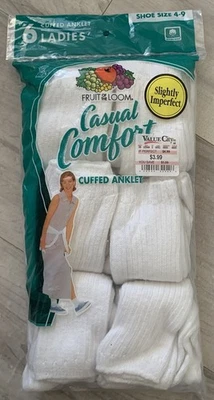 CUFFED ANKLET
6 LADIES'
SHOE SIZE 4-9
FRUIT OF THE LOOM®
Slightly
Imperfect
Casual
Comfort
VALUE CITY
$3.99
CUFFED ANKLET